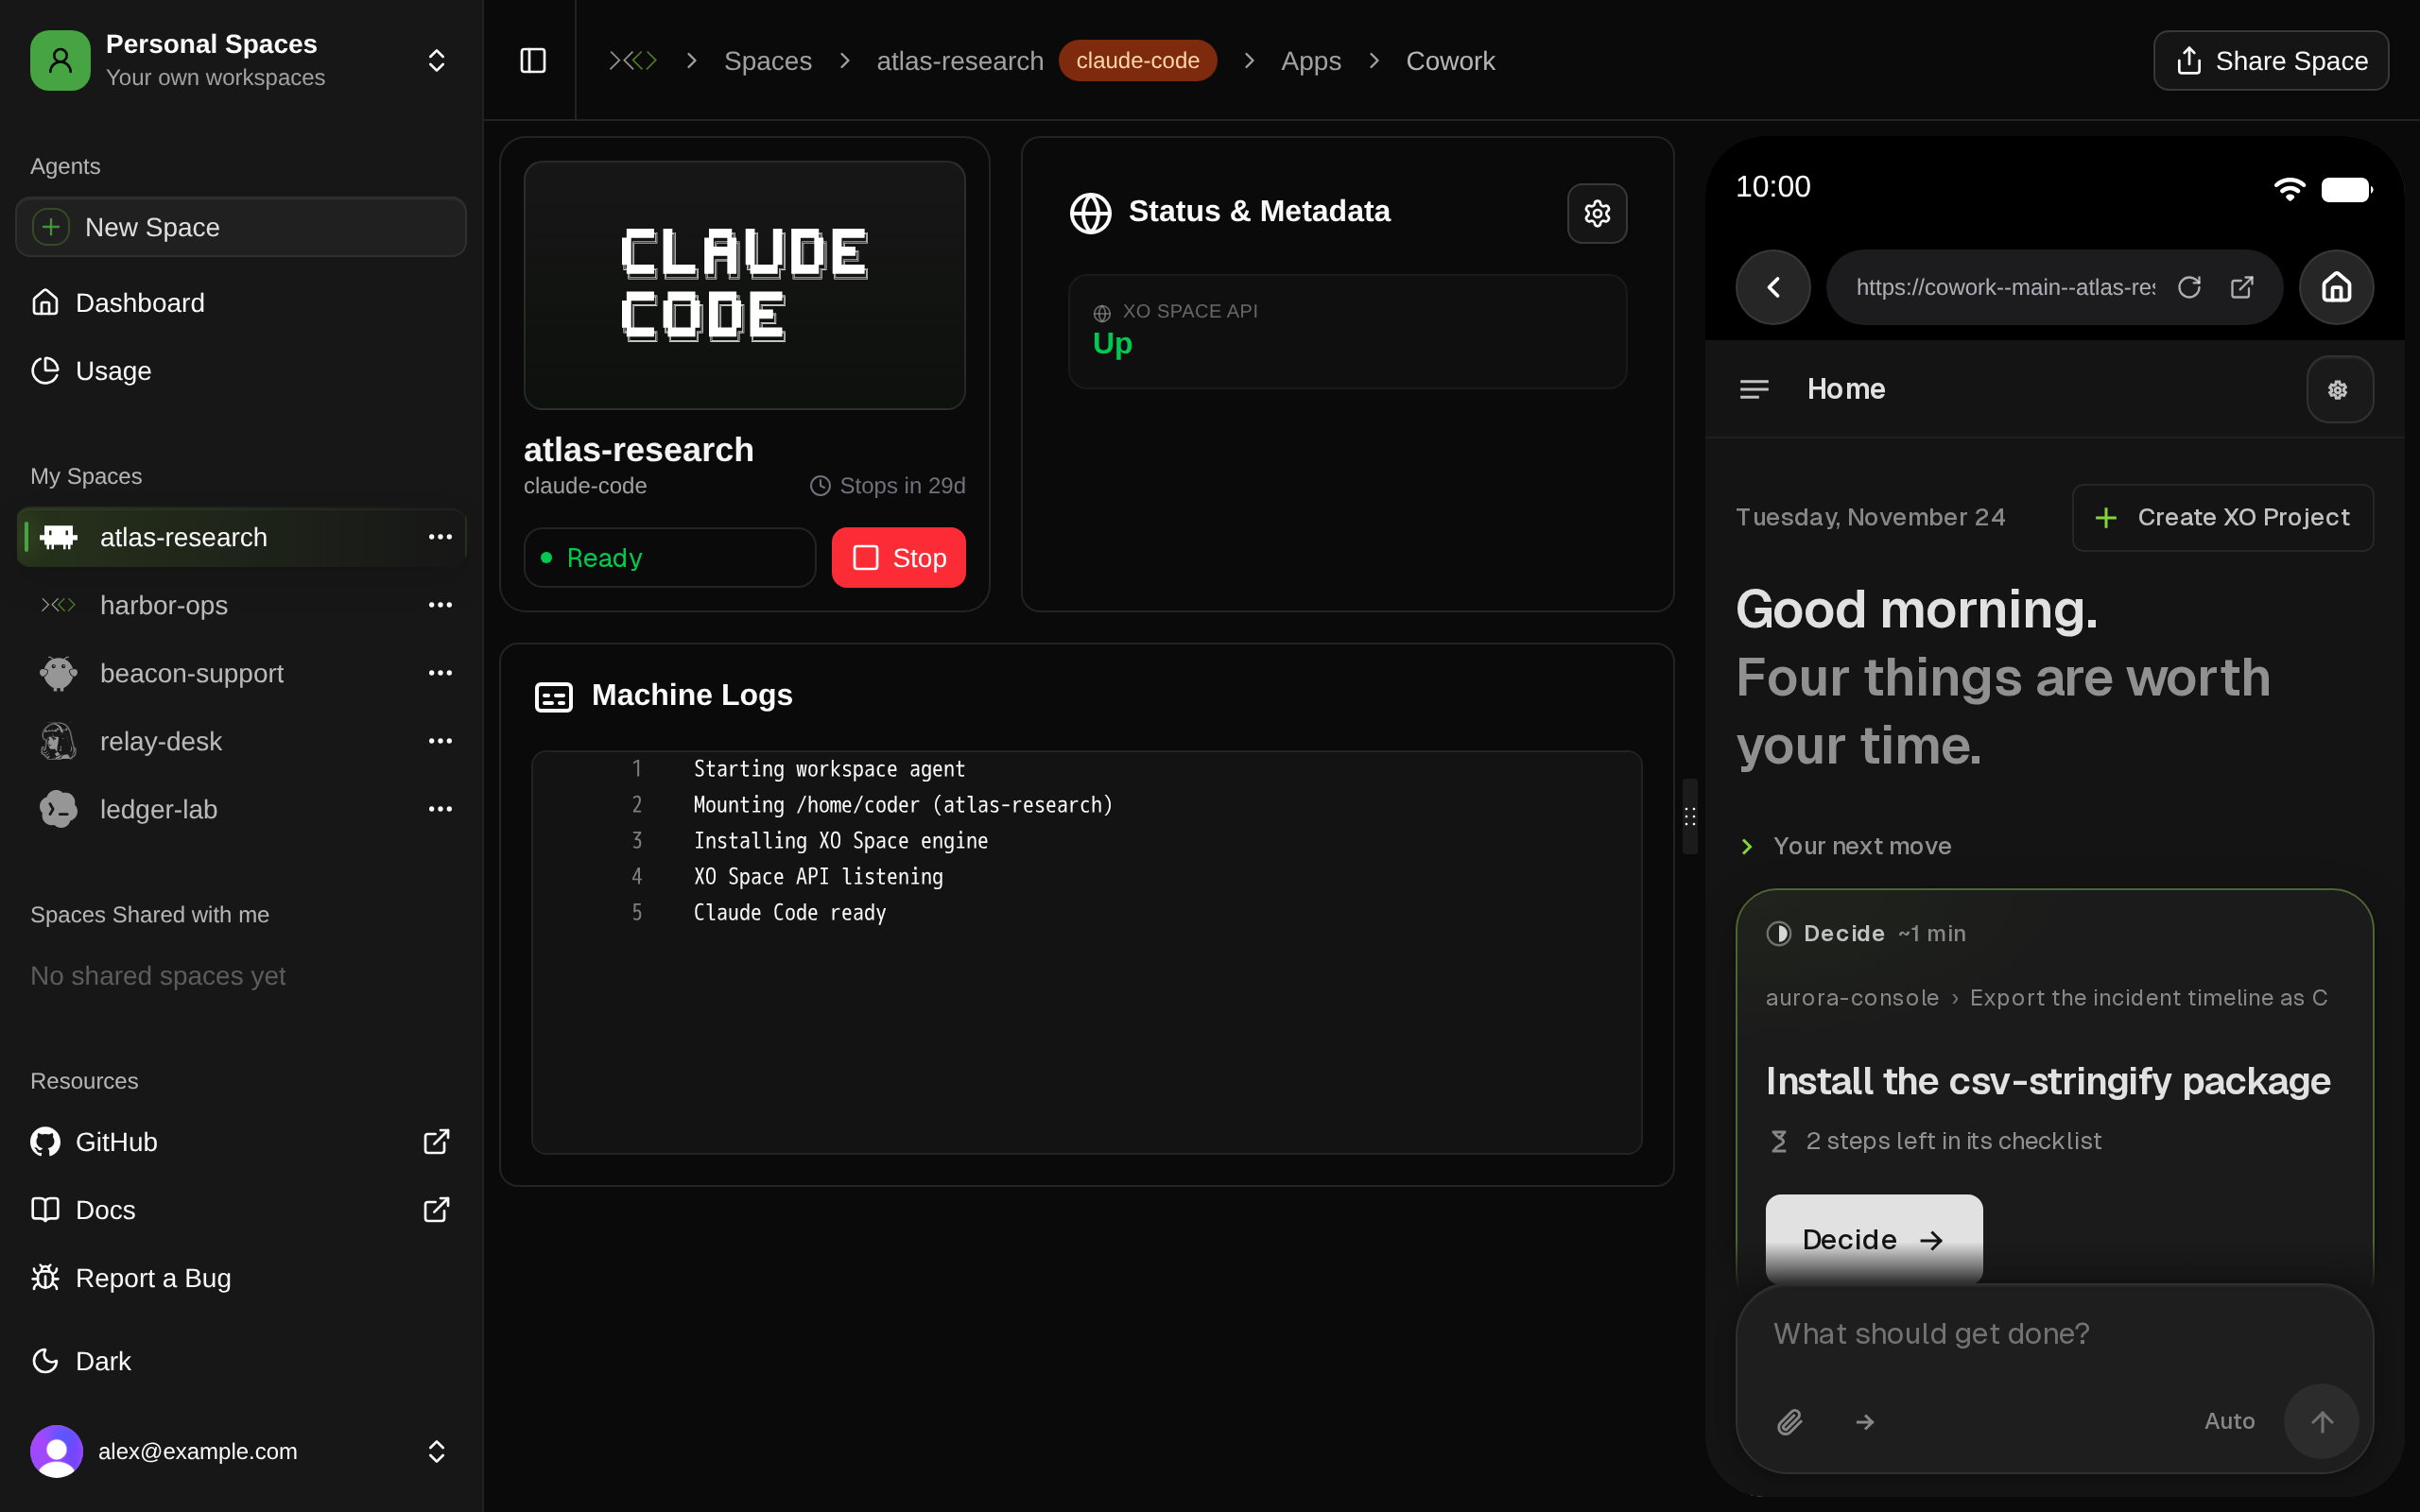 Personal Spaces
Your own workspaces
Agents
New Space
Dashboard
Usage
My Spaces
atlas-research
harbor-ops
beacon-support
relay-desk
ledger-lab
Spaces Shared with me
No shared spaces yet
Resources
GitHub
Docs
Report a Bug
Dark
alex@example.com
Spaces
atlas-research
claude-code
Apps
Cowork
Share Space
CLAUDE
CODE
atlas-research
claude-code
Stops in 29d
Ready
Stop
Status & Metadata
XO SPACE API
Up
Machine Logs
1 Starting workspace agent
2 Mounting /home/coder (atlas-research)
3 Installing XO Space engine
4 XO Space API listening
5 Claude Code ready
10:00
https://cowork--main--atlas-res
Home
Tuesday, November 24
Create XO Project
Good morning.
Four things are worth
your time.
Your next move
Decide ~1 min
aurora-console › Export the incident timeline as C
Install the csv-stringify package
2 steps left in its checklist
Decide
What should get done?
Auto